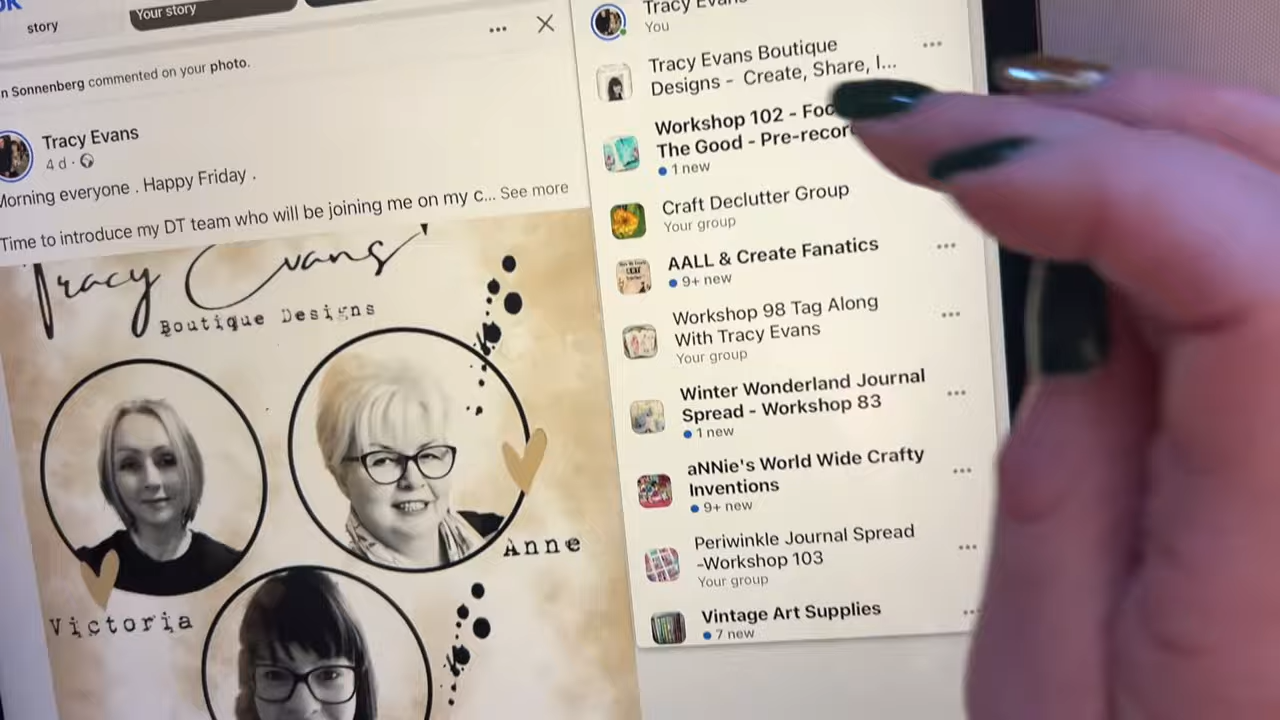 story
Your story
n Sonnenberg commented on your photo.
Tracy Evans
4 d
Morning everyone . Happy Friday .
Time to introduce my DT team who will be joining me on my c... See more
Tracy Evans
Boutique Designs
Anne
Victoria
Tracy Evans
You
Tracy Evans Boutique
Designs - Create, Share, I...
Workshop 102 - Foc
The Good - Pre-recor
1 new
Craft Declutter Group
Your group
AALL & Create Fanatics
9+ new
Workshop 98 Tag Along
With Tracy Evans
Your group
Winter Wonderland Journal
Spread - Workshop 83
1 new
aNNie's World Wide Crafty
Inventions
9+ new
Periwinkle Journal Spread
-Workshop 103
Your group
Vintage Art Supplies
7 new